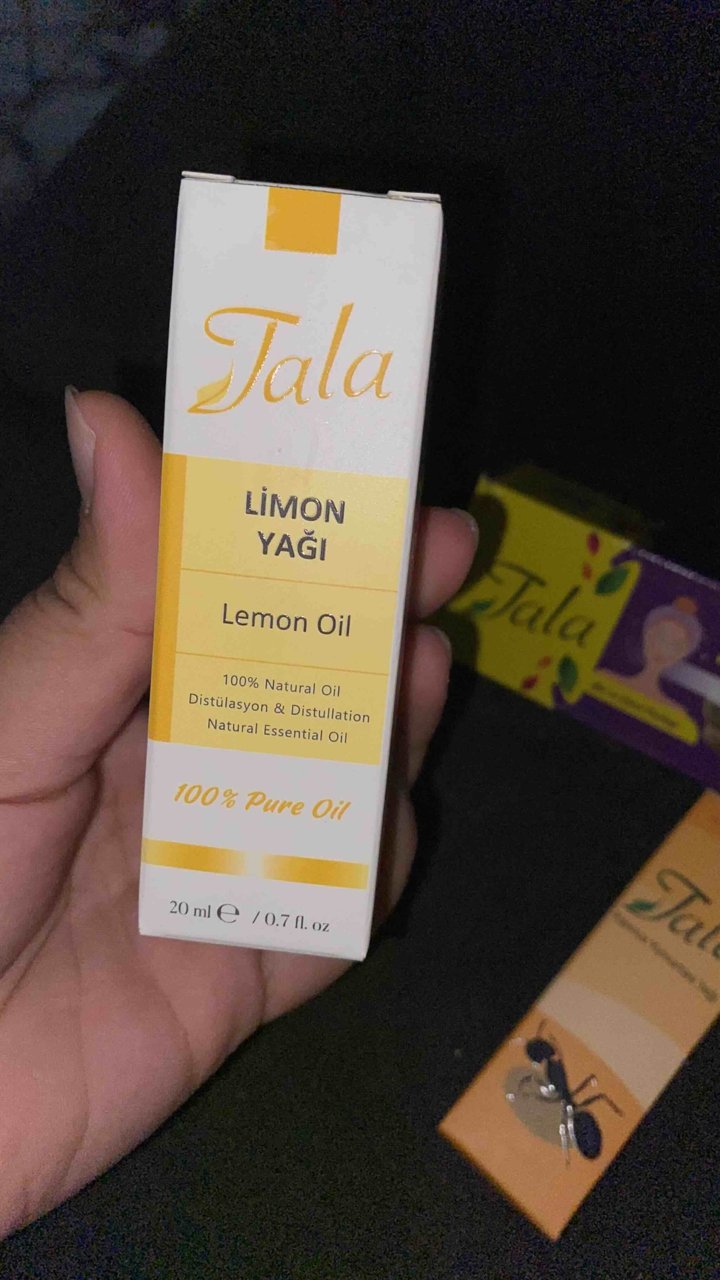 Tala
LİMON
YAĞI
Lemon Oil
100% Natural Oil
Distülasyon & Distullation
Natural Essential Oil
100% Pure Oil
20 ml ℮ / 0.7 fl. oz
Tala
Tala